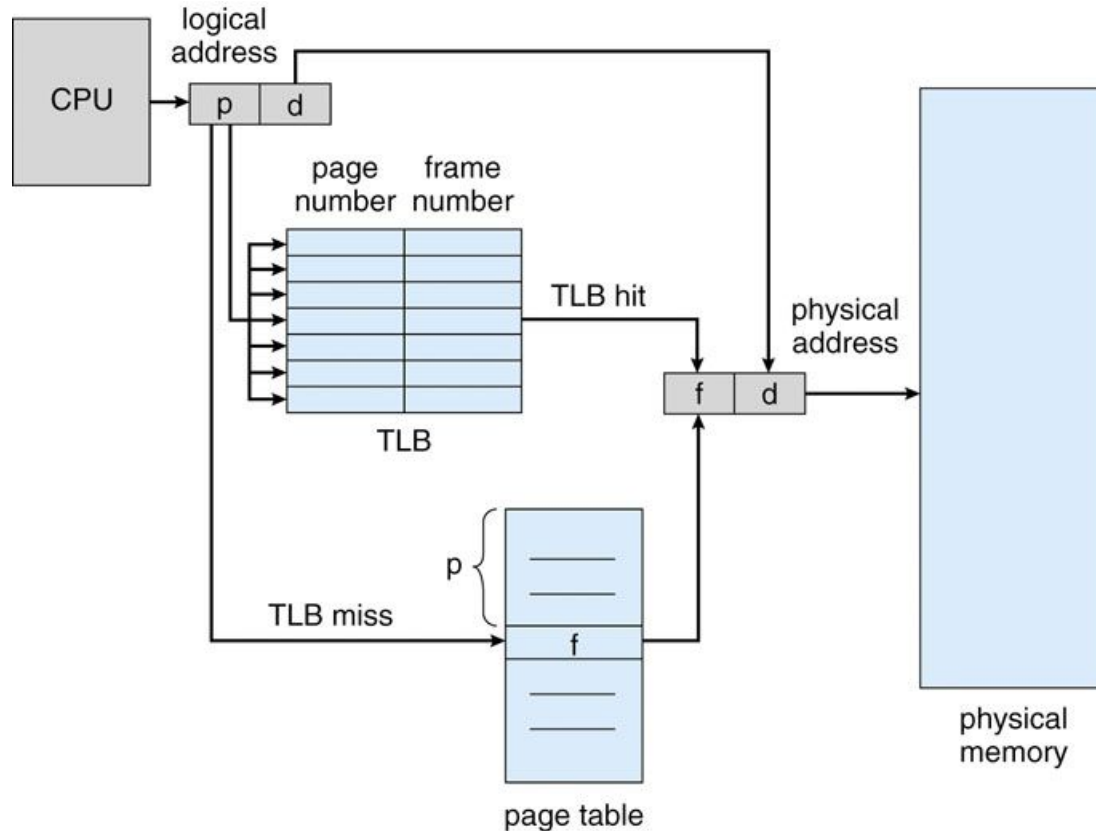 logical
address
CPU
p
d
page
number
frame
number
TLB hit
physical
address
f
d
TLB
p
TLB miss
f
physical
memory
page table